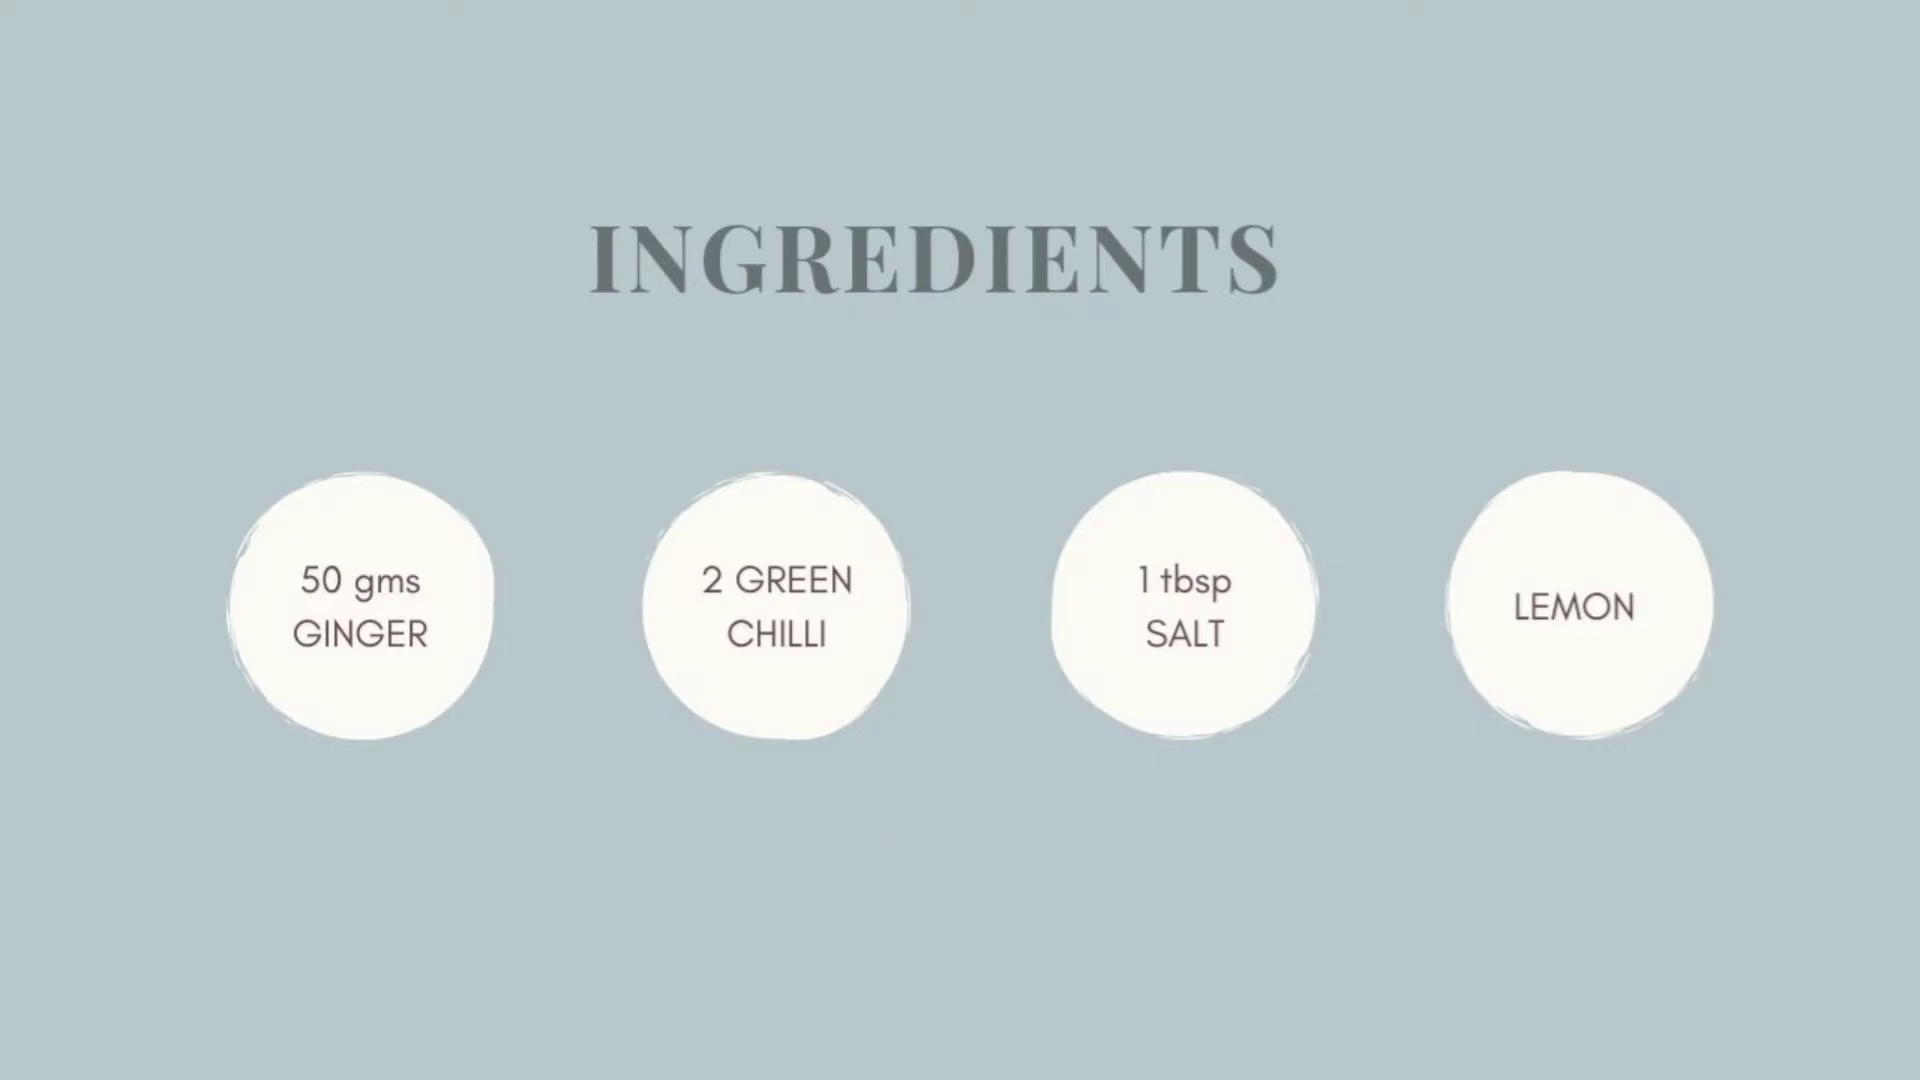 INGREDIENTS
50 gms
GINGER
2 GREEN
CHILLI
1 tbsp
SALT
LEMON